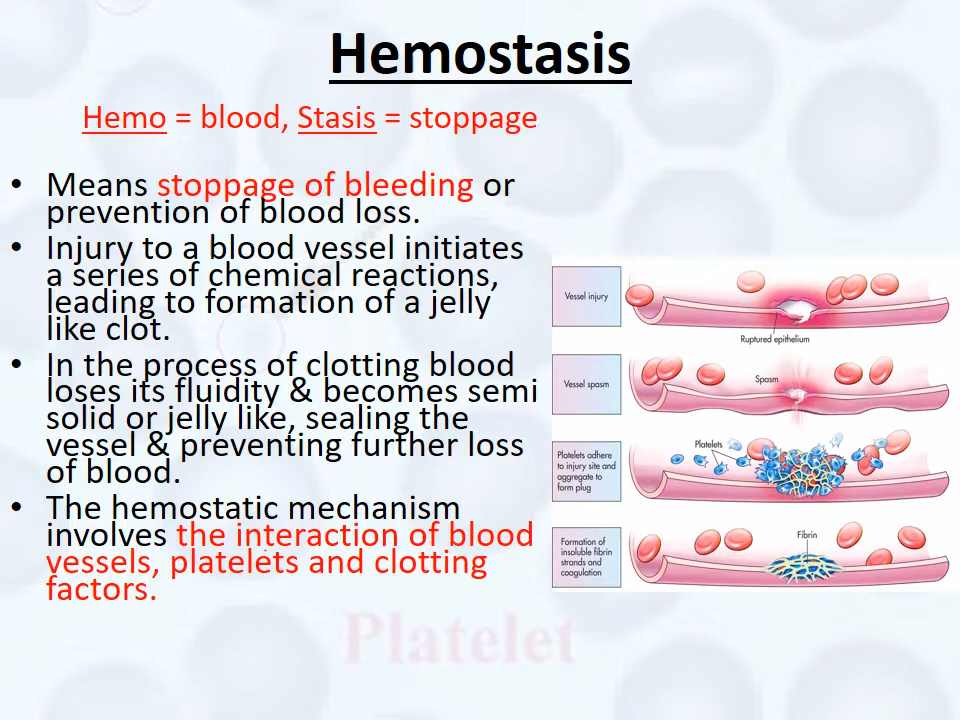 Hemostasis
Hemo = blood, Stasis = stoppage
• Means stoppage of bleeding or
prevention of blood loss.
• Injury to a blood vessel initiates
a series of chemical reactions,
leading to formation of a jelly
like clot.
• In the process of clotting blood
loses its fluidity & becomes semi
solid or jelly like, sealing the
vessel & preventing further loss
of blood.
• The hemostatic mechanism
involves the interaction of blood
vessels, platelets and clotting
factors.
Vessel injury
Ruptured epithelium
Vessel spasm
Spasm
Platelets adhere
to injury site and
aggregate to
form plug
Platelets
Formation of
insoluble fibrin
strands and
coagulation
Fibrin
Platelet